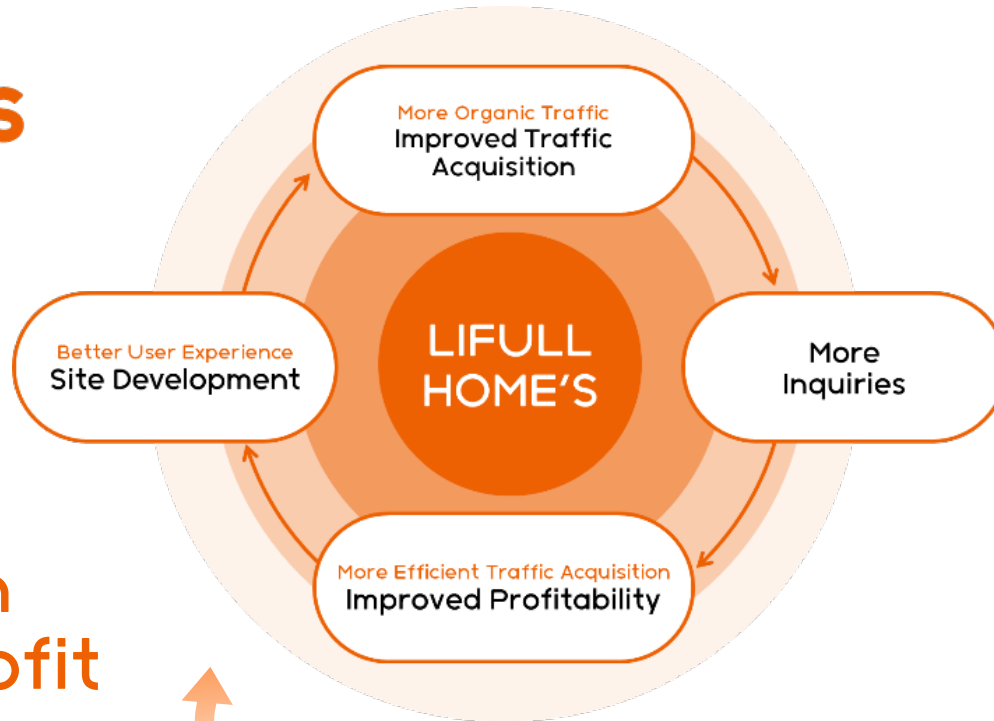 s
More Organic Traffic
Improved Traffic
Acquisition
Better User Experience
Site Development
LIFULL
HOME'S
More
Inquiries
More Efficient Traffic Acquisition
Improved Profitability